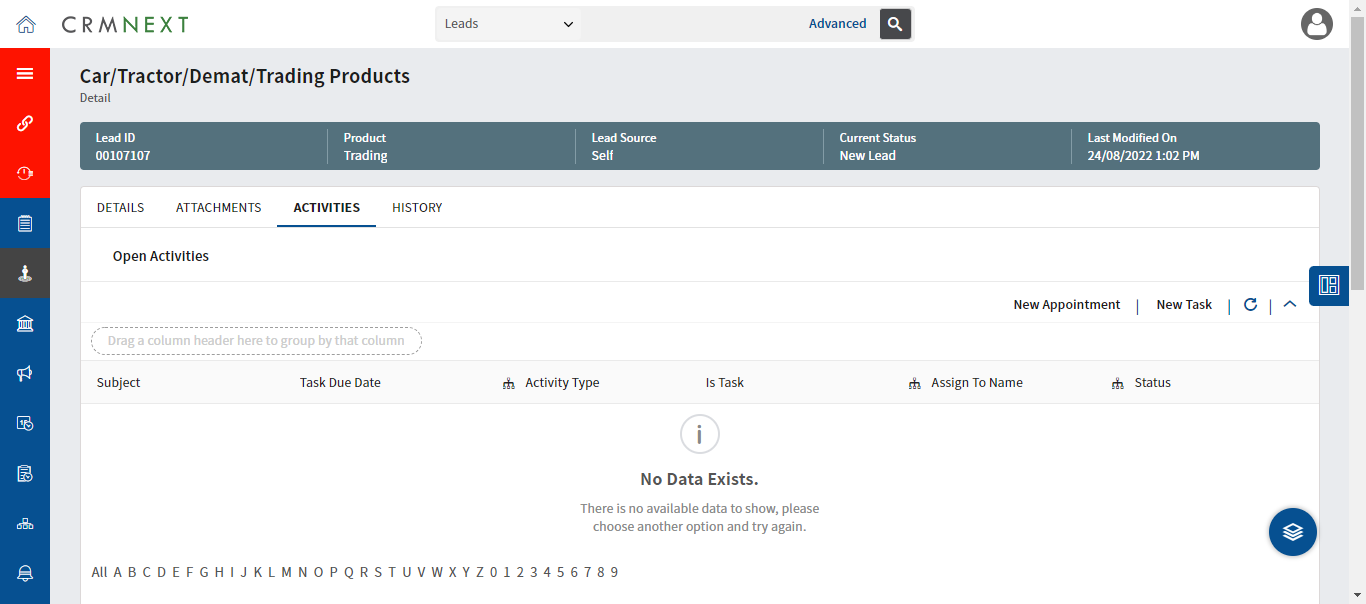 CRMNEXT
Leads
Advanced
Car/Tractor/Demat/Trading Products
Detail
Lead ID
00107107
Product
Trading
Lead Source
Self
Current Status
New Lead
Last Modified On
24/08/2022 1:02 PM
DETAILS ATTACHMENTS ACTIVITIES HISTORY
Open Activities
New Appointment | New Task | |
Drag a column header here to group by that column
Subject Task Due Date Activity Type Is Task Assign To Name Status
No Data Exists.
There is no available data to show, please
choose another option and try again.
All A B C D E F G H I J K L M N O P Q R S T U V W X Y Z 0 1 2 3 4 5 6 7 8 9